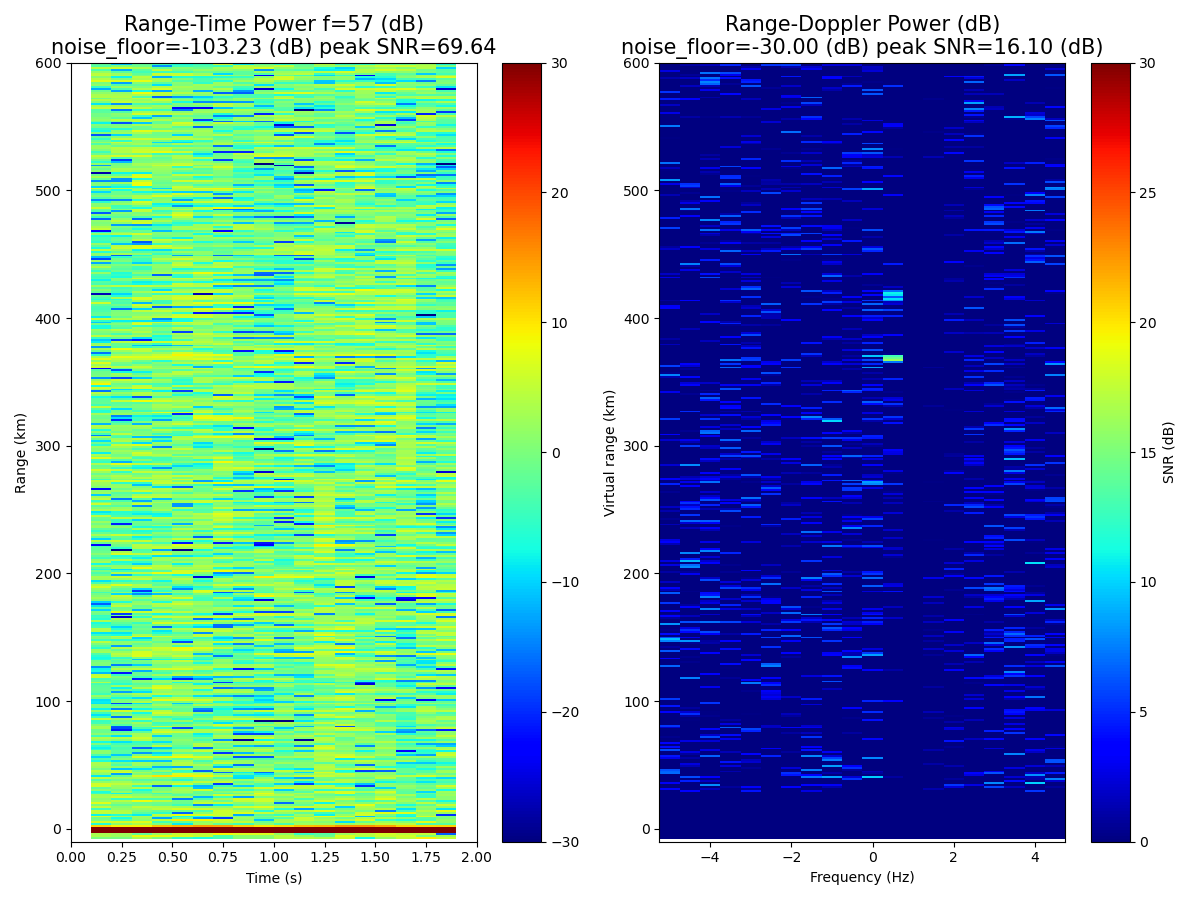 Range-Time Power f=57 (dB)
noise_floor=-103.23 (dB) peak SNR=69.64
Range-Doppler Power (dB)
noise_floor=-30.00 (dB) peak SNR=16.10 (dB)
600
500
400
300
200
100
0
Range (km)
0.00 0.25 0.50 0.75 1.00 1.25 1.50 1.75 2.00
Time (s)
30
20
10
0
−10
−20
−30
600
500
400
300
200
100
0
Virtual range (km)
−4 −2 0 2 4
Frequency (Hz)
30
25
20
15
10
5
0
SNR (dB)